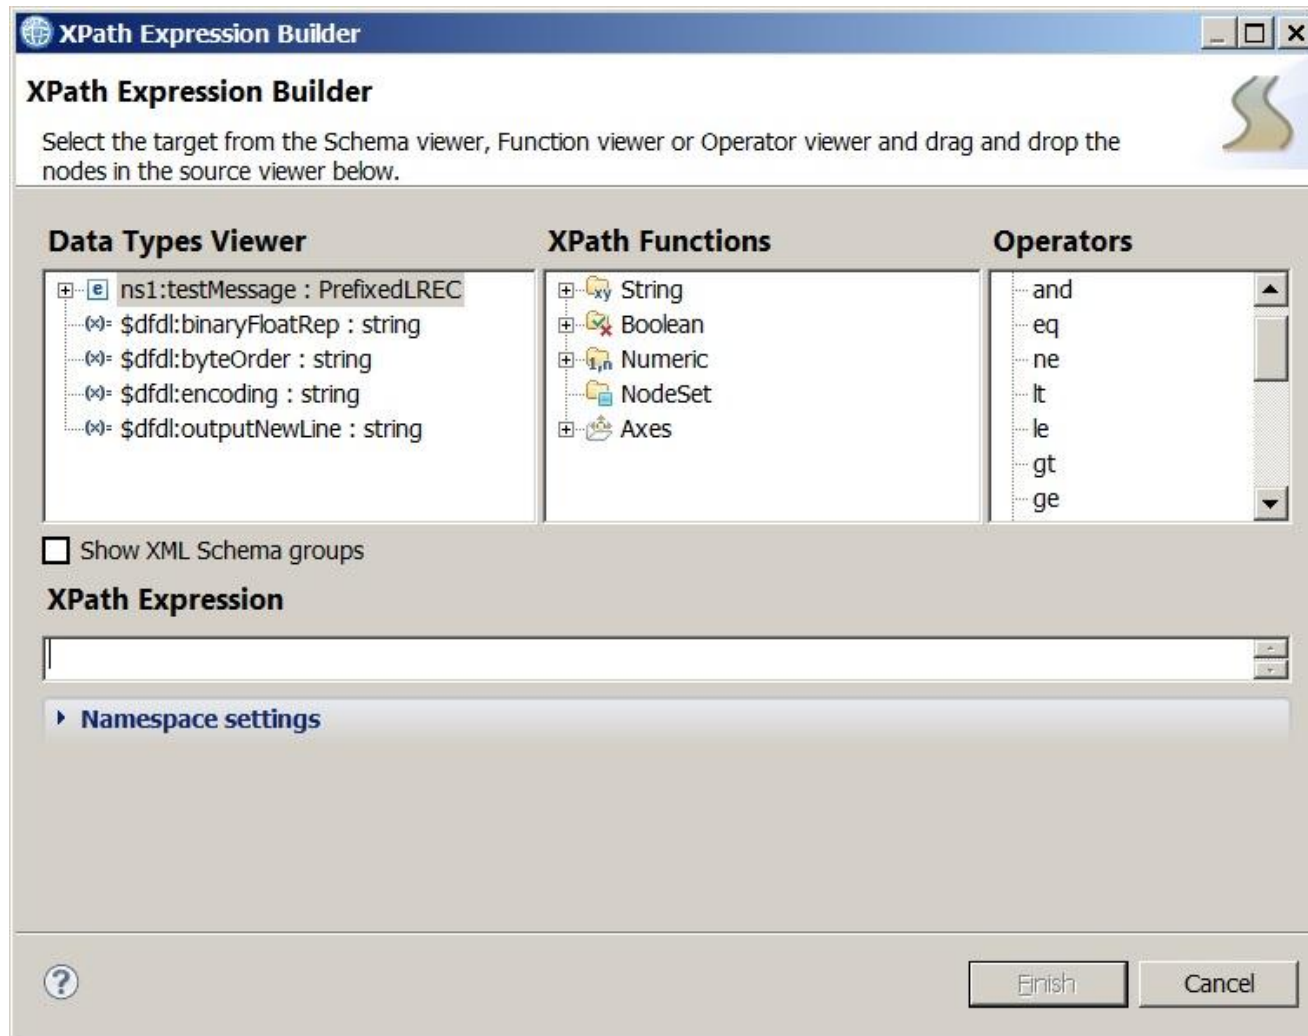 XPath Expression Builder
XPath Expression Builder
Select the target from the Schema viewer, Function viewer or Operator viewer and drag and drop the
nodes in the source viewer below.
Data Types Viewer
ns1:testMessage : PrefixedLREC
$dfdl:binaryFloatRep : string
$dfdl:byteOrder : string
$dfdl:encoding : string
$dfdl:outputNewLine : string
XPath Functions
String
Boolean
Numeric
NodeSet
Axes
Operators
and
eq
ne
lt
le
gt
ge
Show XML Schema groups
XPath Expression
Namespace settings
Finish
Cancel